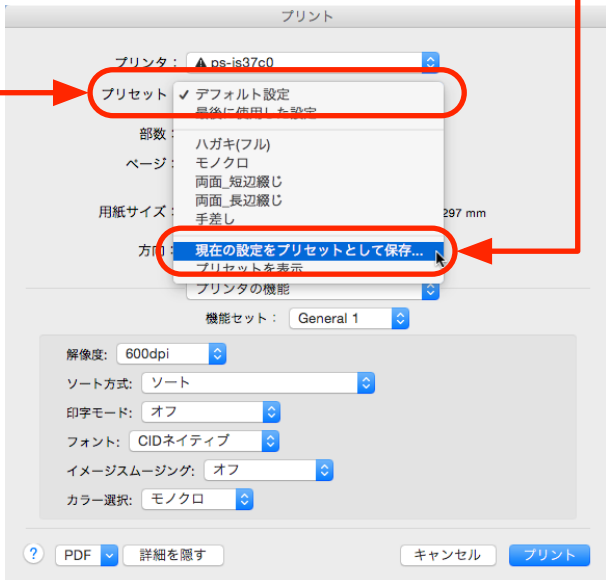 プリント
プリンタ： ps-is37c0
プリセット ✓ デフォルト設定
最後に使用した設定
部数：
ハガキ(フル)
モノクロ
ページ：
両面_短辺綴じ
両面_長辺綴じ
用紙サイズ： 297 mm
手差し
方向： 現在の設定をプリセットとして保存...
プリセットを表示
プリンタの機能
機能セット： General 1
解像度: 600dpi
ソート方式: ソート
印字モード: オフ
フォント: CIDネイティブ
イメージスムージング: オフ
カラー選択: モノクロ
? PDF 詳細を隠す キャンセル プリント